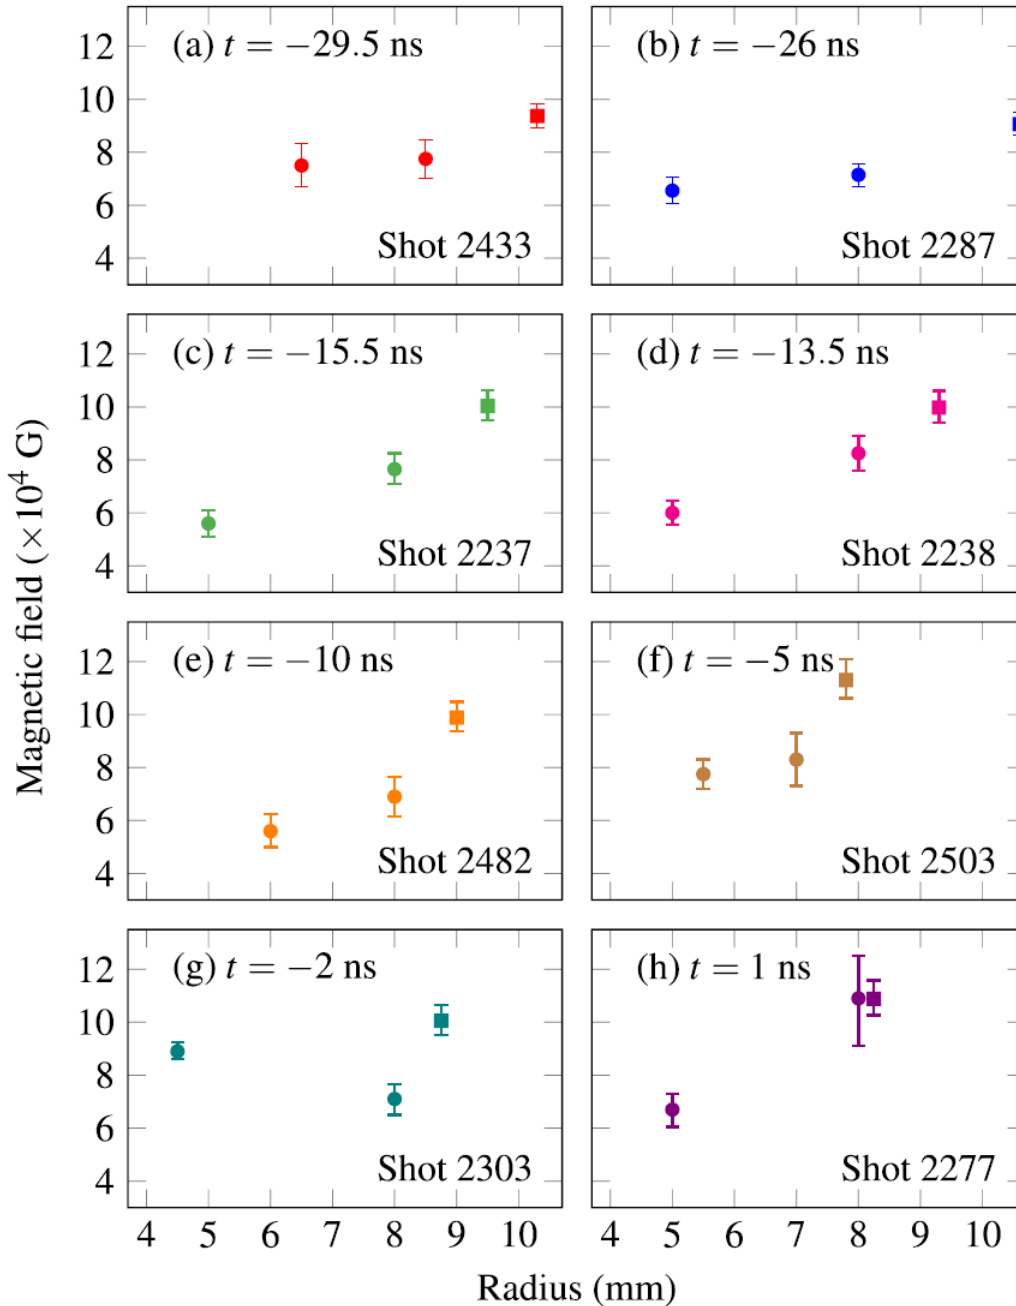 (a) t = −29.5 ns
(b) t = −26 ns
12
10
8
6
4
Shot 2433
Shot 2287
(c) t = −15.5 ns
(d) t = −13.5 ns
12
10
8
6
4
Shot 2237
Shot 2238
Magnetic field (×10⁴ G)
(e) t = −10 ns
(f) t = −5 ns
12
10
8
6
4
Shot 2482
Shot 2503
(g) t = −2 ns
(h) t = 1 ns
12
10
8
6
4
Shot 2303
Shot 2277
4 5 6 7 8 9 10
4 5 6 7 8 9 10
Radius (mm)